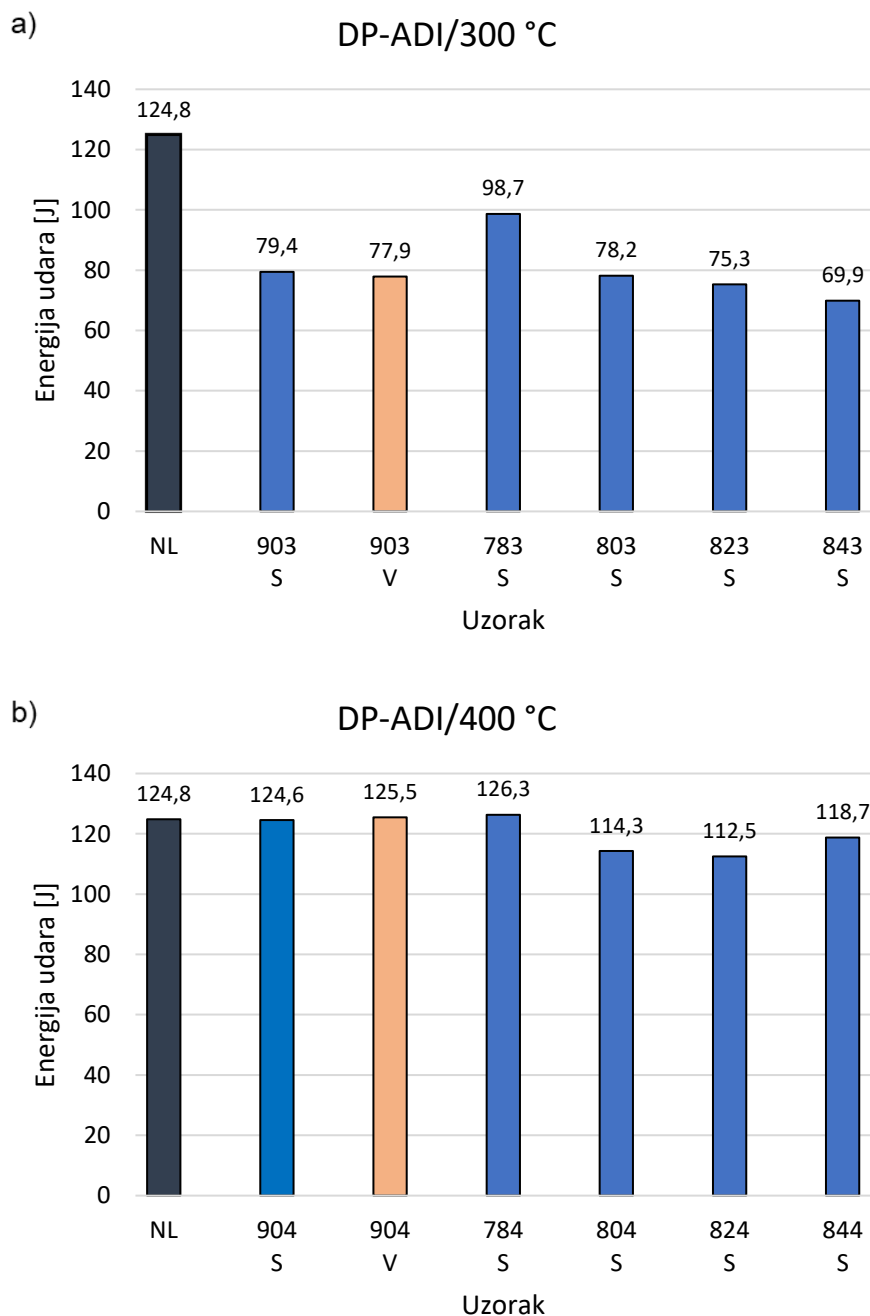 a)
DP-ADI/300 °C
Energija udara [J]
140
120
100
80
60
40
20
0
124,8
79,4
77,9
98,7
78,2
75,3
69,9
NL 903 903 783 803 823 843
S V S S S S
Uzorak
b)
DP-ADI/400 °C
Energija udara [J]
140
120
100
80
60
40
20
0
124,8
124,6
125,5
126,3
114,3
112,5
118,7
NL 904 904 784 804 824 844
S V S S S S
Uzorak